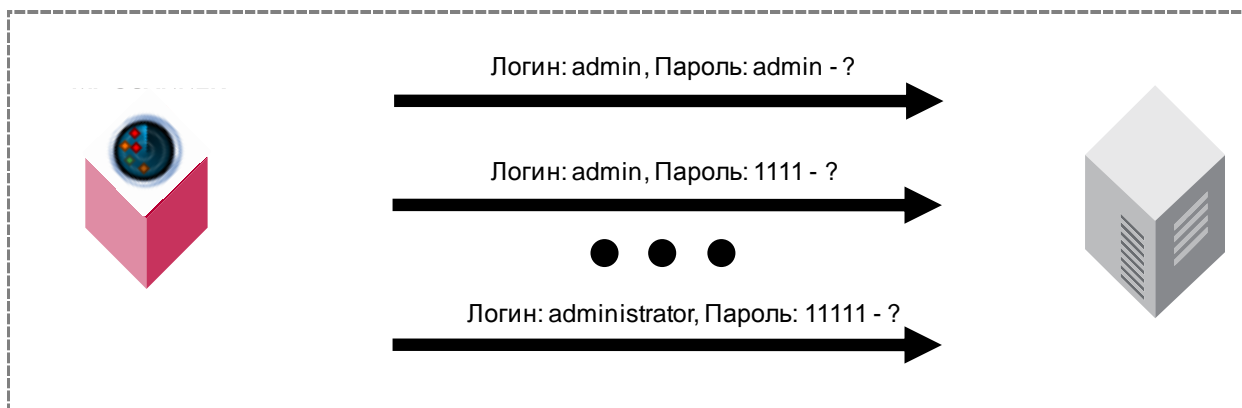 Логин: admin, Пароль: admin - ?
Логин: admin, Пароль: 1111 - ?
Логин: administrator, Пароль: 11111 - ?